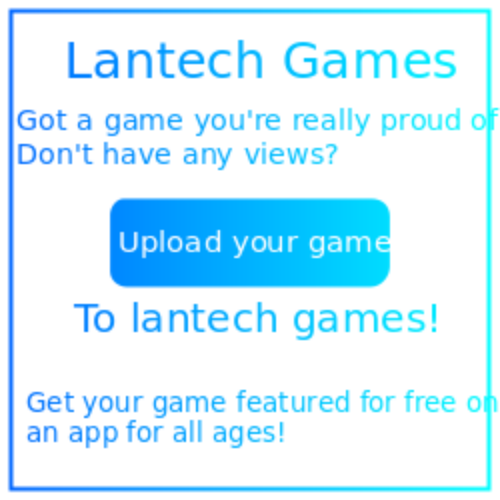 Lantech Games
Got a game you're really proud of
Don't have any views?
Upload your game
To lantech games!
Get your game featured for free on
an app for all ages!